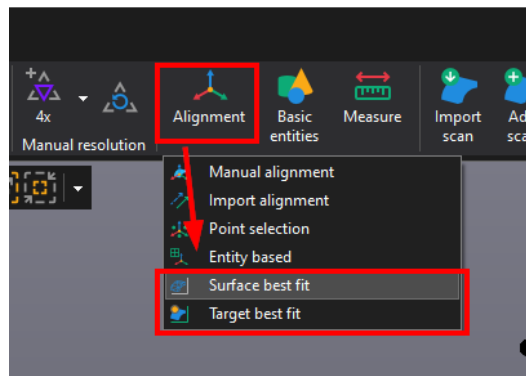 4x
Manual resolution
Alignment
Basic
entities
Measure
Import
scan
Manual alignment
Import alignment
Point selection
Entity based
Surface best fit
Target best fit